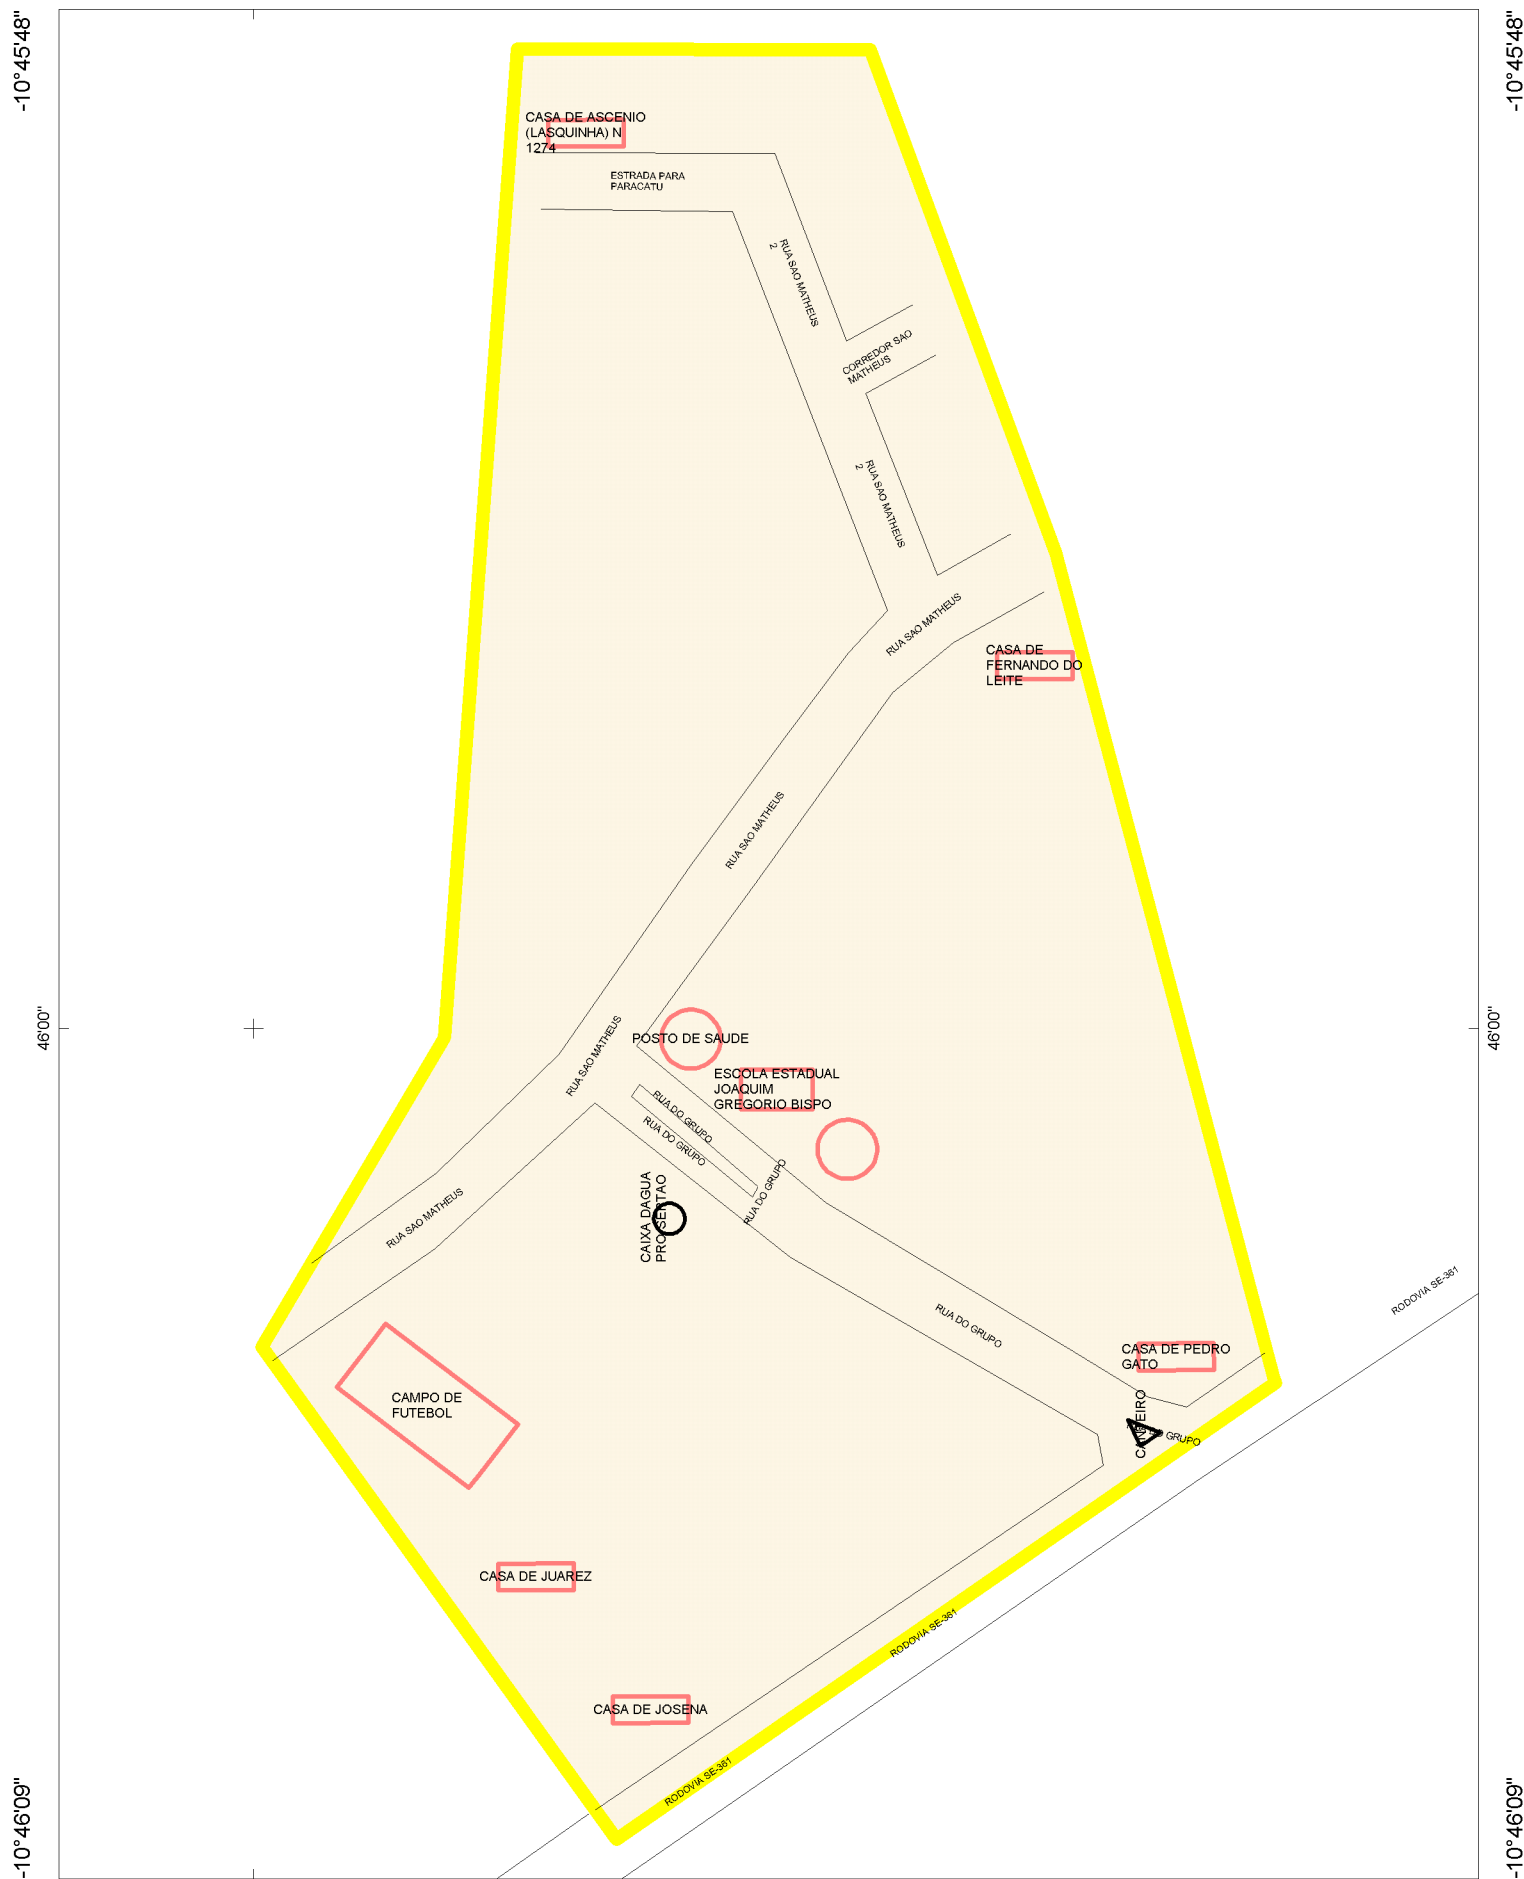 -10°45'48"
-10°45'48"
CASA DE ASCENIO
(LASQUINHA) N
1274
ESTRADA PARA
PARACATU
RUA SAO MATHEUS
2
CORREDOR SAO
MATHEUS
RUA SAO MATHEUS
2
RUA SAO MATHEUS
CASA DE
FERNANDO DO
LEITE
RUA SAO MATHEUS
46'00"
46'00"
RUA SAO MATHEUS
POSTO DE SAUDE
ESCOLA ESTADUAL
JOAQUIM
GREGORIO BISPO
RUA DO GRUPO
RUA DO GRUPO
RUA DO GRUPO
CAIXA DAGUA
PRO SERTAO
RUA SAO MATHEUS
RODOVIA SE-361
RUA DO GRUPO
CASA DE PEDRO
GATO
CAMPO DE
FUTEBOL
GRUPO
CASA DE JUAREZ
RODOVIA SE-361
CASA DE JOSENA
RODOVIA SE-361
-10°46'09"
-10°46'09"